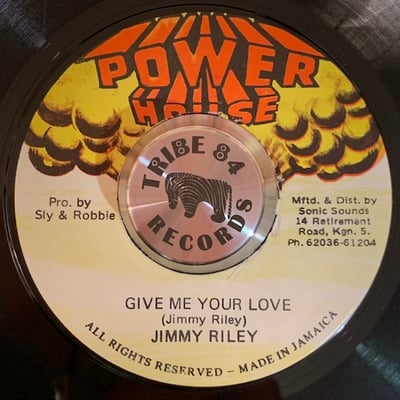 POWER
HOUSE
TRIBE 84
RECORDS
Pro. by
Sly & Robbie
Mftd. & Dist. by
Sonic Sounds
14 Retirement
Road, Kgn. 5.
Ph. 62036-61204
GIVE ME YOUR LOVE
(Jimmy Riley)
JIMMY RILEY
ALL RIGHTS RESERVED – MADE IN JAMAICA